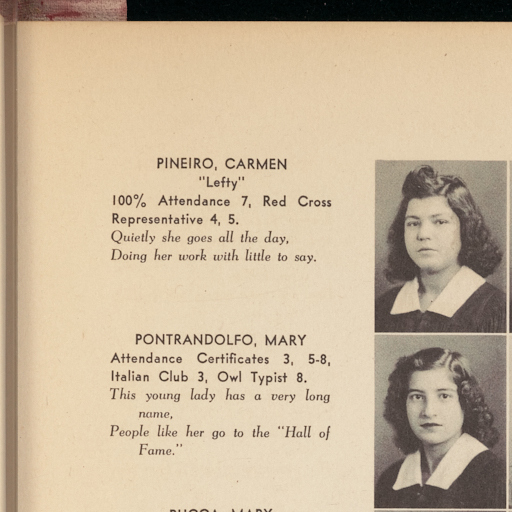 PINEIRO, CARMEN
"Lefty"
100% Attendance 7, Red Cross
Representative 4, 5.
Quietly she goes all the day,
Doing her work with little to say.
PONTRANDOLFO, MARY
Attendance Certificates 3, 5-8,
Italian Club 3, Owl Typist 8.
This young lady has a very long
name,
People like her go to the "Hall of
Fame."
MARY